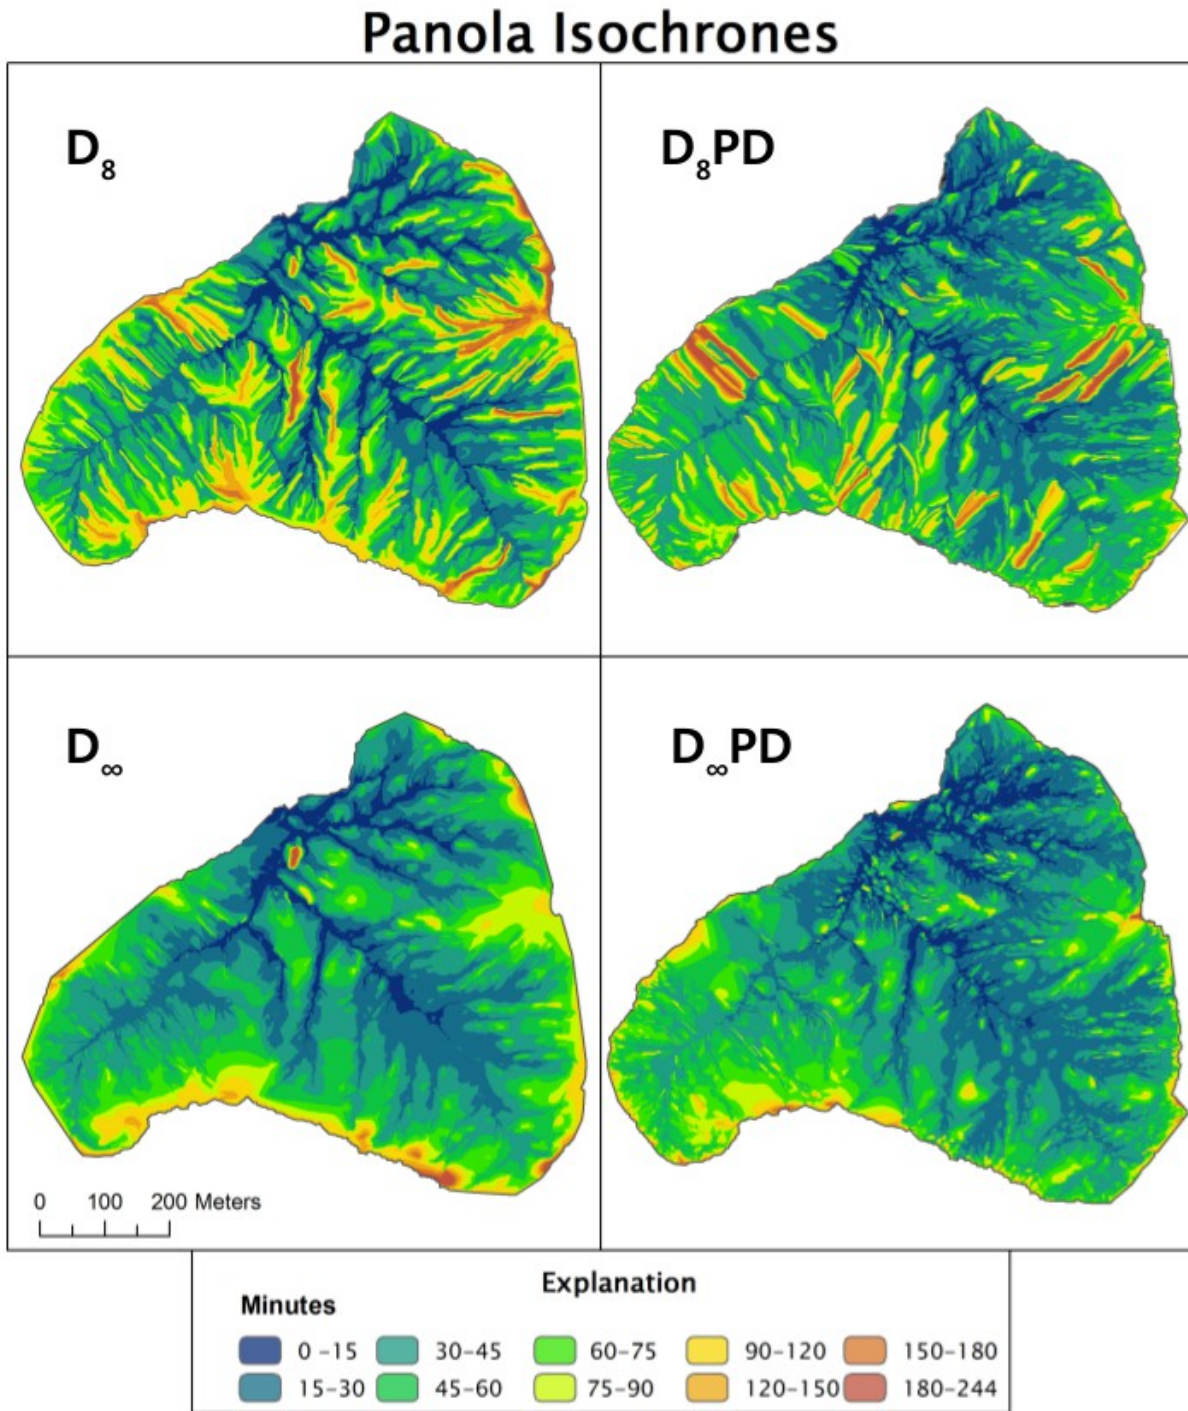 Panola Isochrones
D₈
D₈PD
D∞
D∞PD
0 100 200 Meters
Explanation
Minutes
0 –15 30–45 60–75 90–120 150–180
15–30 45–60 75–90 120–150 180–244